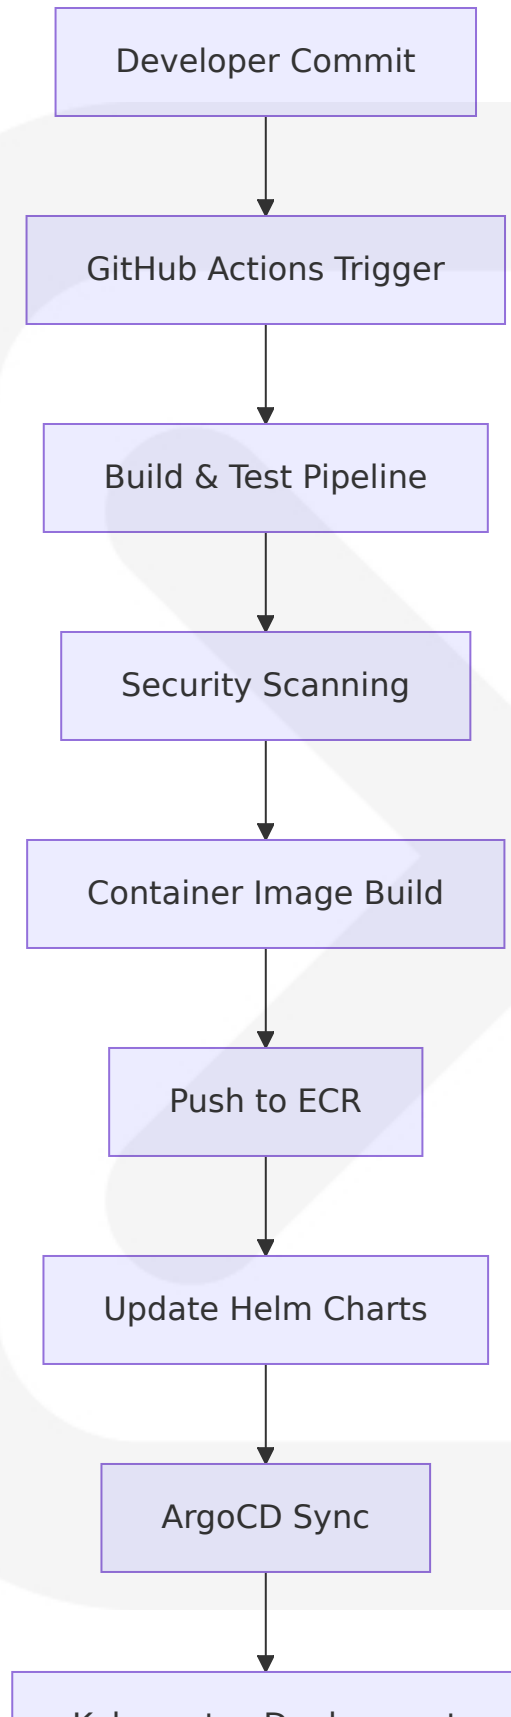 Developer Commit
GitHub Actions Trigger
Build & Test Pipeline
Security Scanning
Container Image Build
Push to ECR
Update Helm Charts
ArgoCD Sync